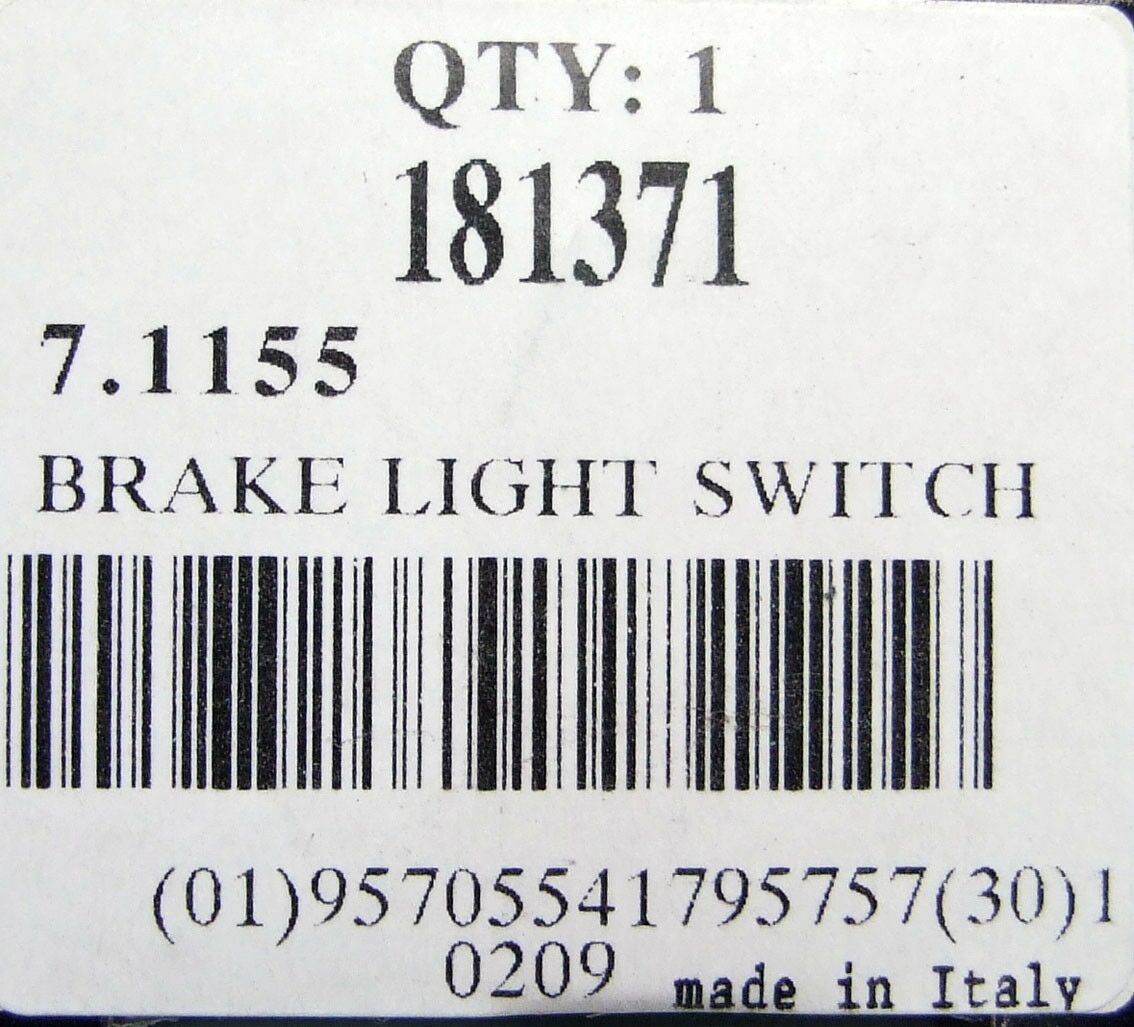 QTY: 1
181371
7.1155
BRAKE LIGHT SWITCH
(01)95705541795757(30)1
0209
made in Italy